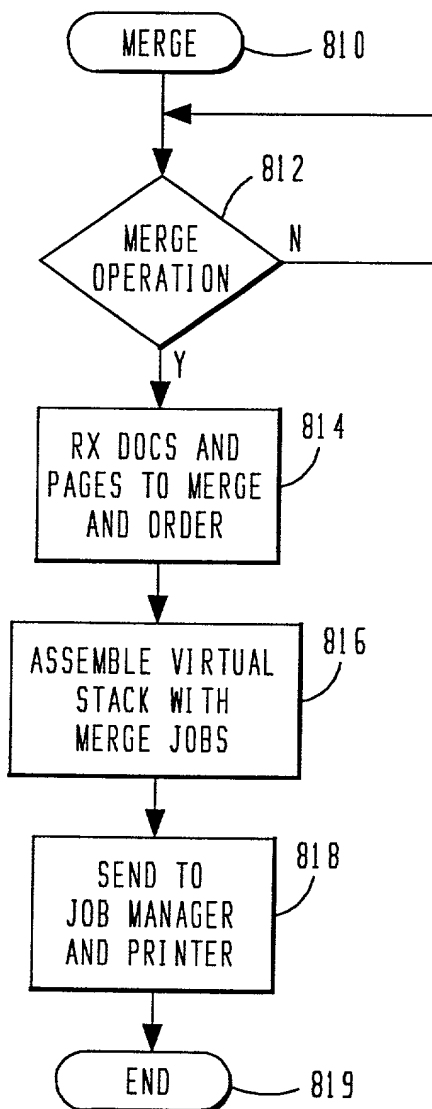 MERGE
810
812
MERGE
OPERATION
N
Y
814
RX DOCS AND
PAGES TO MERGE
AND ORDER
816
ASSEMBLE VIRTUAL
STACK WITH
MERGE JOBS
818
SEND TO
JOB MANAGER
AND PRINTER
END
819